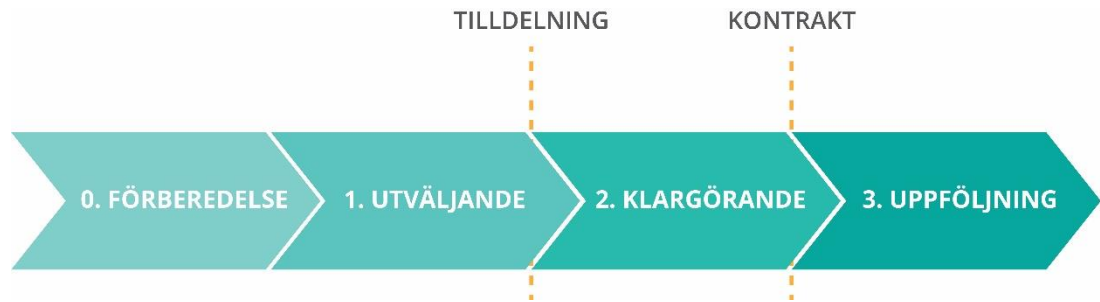 TILLDELNING
KONTRAKT
0. FÖRBEREDELSE
1. UTVÄLJANDE
2. KLARGÖRANDE
3. UPPFÖLJNING